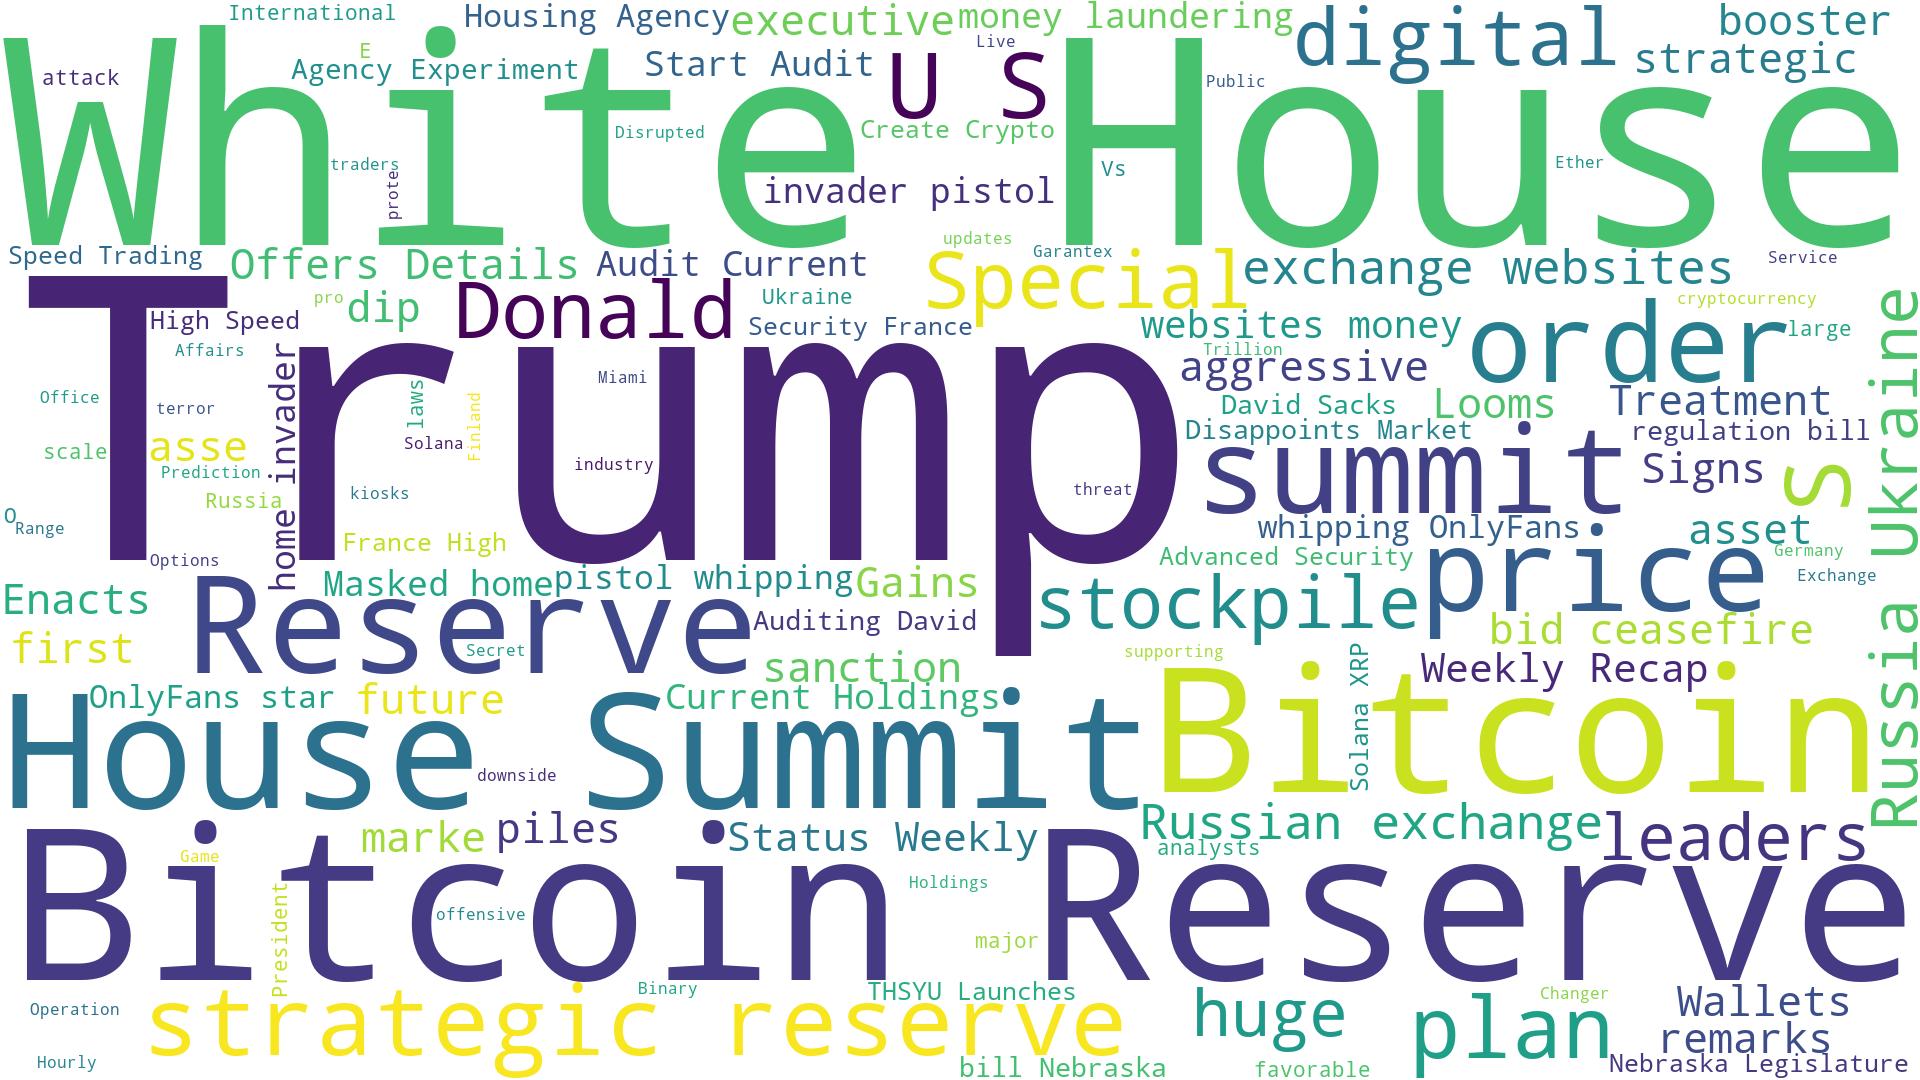 International
Housing Agency
executive
money laundering
digital
booster
strategic
E
Live
attack
Agency Experiment
Start Audit
U S
Public
White House
Disrupted
Create Crypto
traders
prote
invader pistol
Vs
Ether
Speed Trading
Offers Details
Audit Current
updates
Garantex
Special
exchange websites
Service
Trump
pro
dip
Donald
Ukraine
Security France
cryptocurrency
High Speed
websites money
order
large
Affairs
home invader
Trillion
aggressive
Russia Ukraine
Office
terror
laws
Finland
Miami
David Sacks
Looms
Treatment
Solana
Disappoints Market
regulation bill
scale
asse
Prediction
industry
summit
Signs
S
Russia
kiosks
threat
O
Range
whipping OnlyFans
asset
France High
Options
Advanced Security
price
Germany
Exchange
Masked home
pistol whipping
Gains
Enacts
Reserve
stockpile
Auditing David
bid ceasefire
first
Secret
sanction
supporting
Solana XRP
Weekly Recap
OnlyFans star
future
Current Holdings
Bitcoin
House Summit
downside
marke
piles
Status Weekly
Russian exchange
leaders
Game
analysts
Bitcoin Reserve
President
offensive
Holdings
major
Operation
Binary
THSYU Launches
Changer
Wallets
strategic reserve
huge
plan
remarks
Hourly
bill Nebraska
favorable
Nebraska Legislature